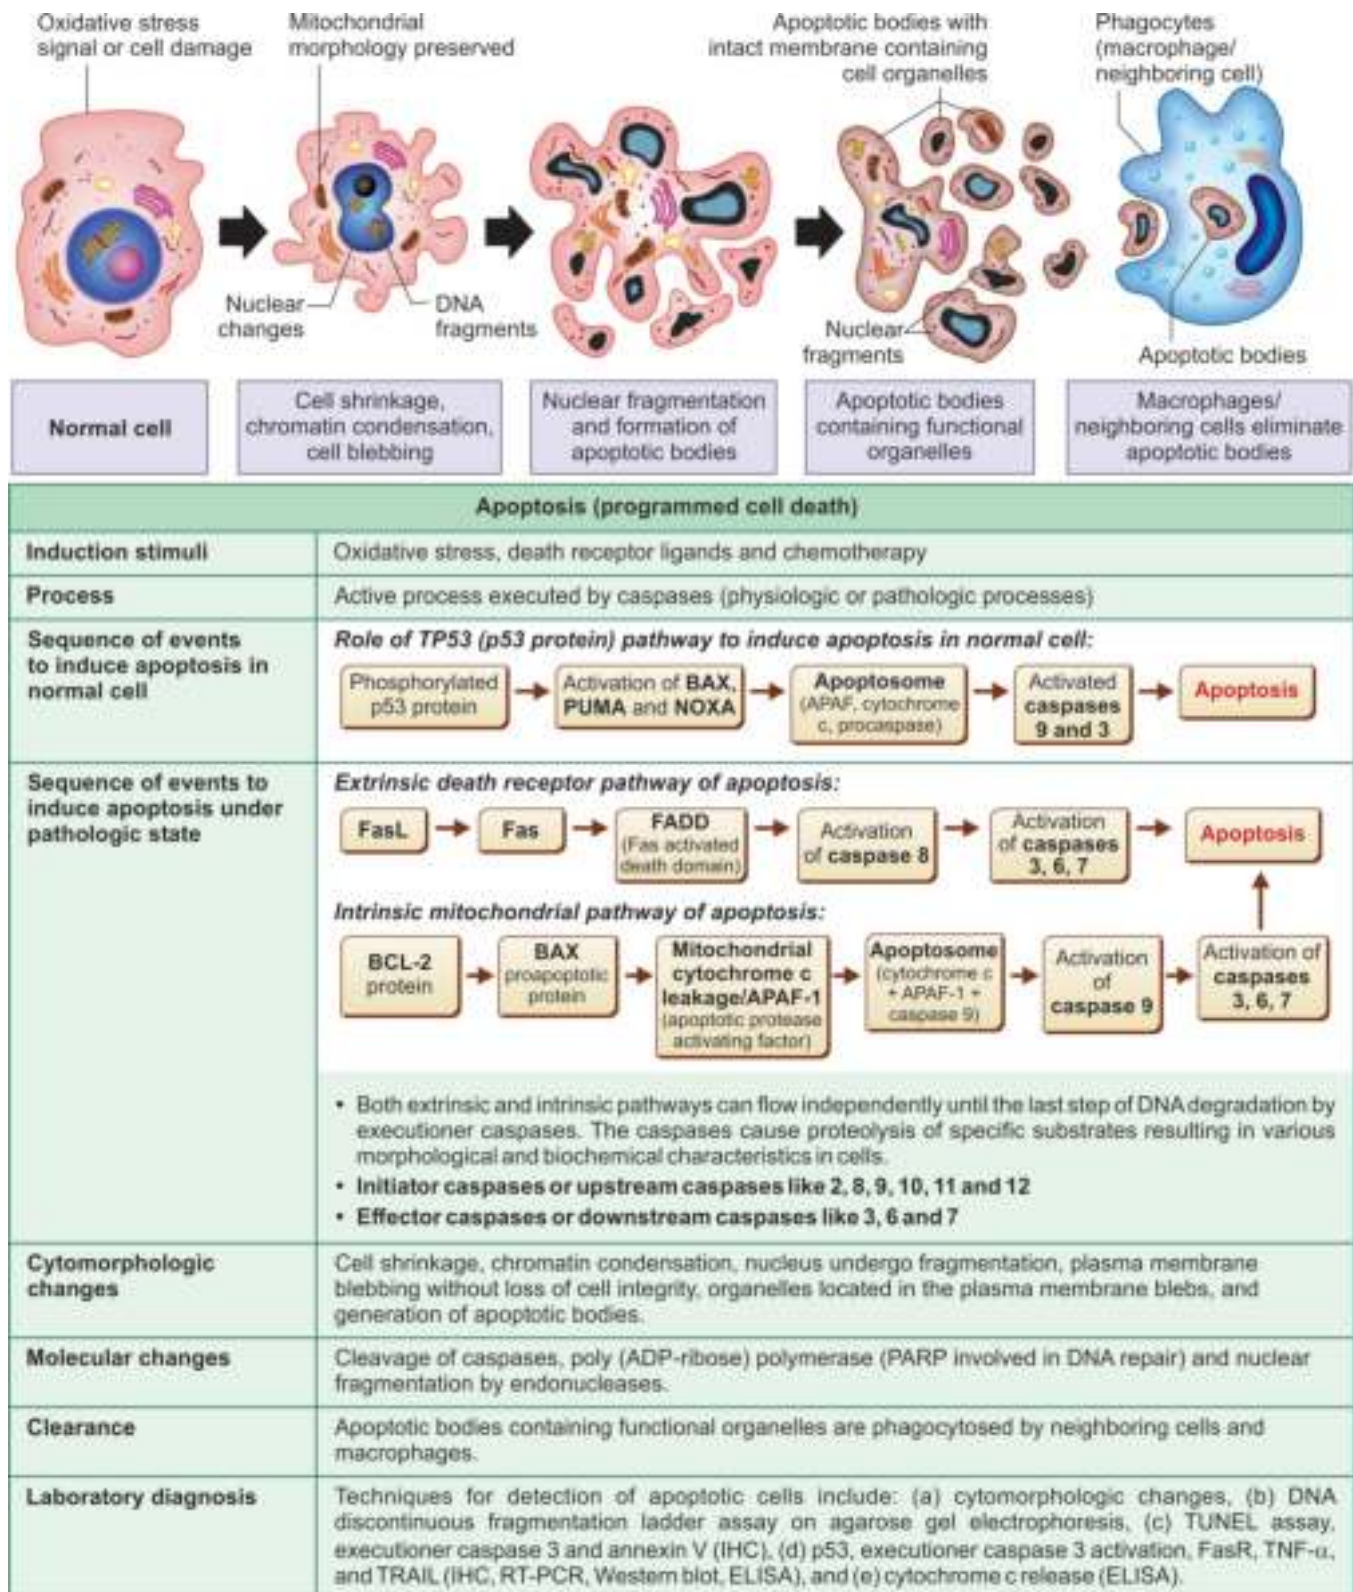 Oxidative stress
signal or cell damage
Mitochondrial
morphology preserved
Apoptotic bodies with
intact membrane containing
cell organelles
Phagocytes
(macrophage/
neighboring cell)
Nuclear
changes
DNA
fragments
Nuclear
fragments
Apoptotic bodies
Normal cell
Cell shrinkage,
chromatin condensation,
cell blebbing
Nuclear fragmentation
and formation of
apoptotic bodies
Apoptotic bodies
containing functional
organelles
Macrophages/
neighboring cells eliminate
apoptotic bodies
Apoptosis (programmed cell death)
Induction stimuli
Oxidative stress, death receptor ligands and chemotherapy
Process
Active process executed by caspases (physiologic or pathologic processes)
Sequence of events
to induce apoptosis in
normal cell
Role of TP53 (p53 protein) pathway to induce apoptosis in normal cell:
Phosphorylated
p53 protein
Activation of BAX,
PUMA and NOXA
Apoptosome
(APAF, cytochrome
c, procaspase)
Activated
caspases
9 and 3
Apoptosis
Sequence of events to
induce apoptosis under
pathologic state
Extrinsic death receptor pathway of apoptosis:
FasL
Fas
FADD
(Fas activated
death domain)
Activation
of caspase 8
Activation
of caspases
3, 6, 7
Apoptosis
Intrinsic mitochondrial pathway of apoptosis:
BCL-2
protein
BAX
proapoptotic
protein
Mitochondrial
cytochrome c
leakage/APAF-1
(apoptotic protease
activating factor)
Apoptosome
(cytochrome c
+ APAF-1 +
caspase 9)
Activation
of
caspase 9
Activation of
caspases
3, 6, 7
• Both extrinsic and intrinsic pathways can flow independently until the last step of DNA degradation by
executioner caspases. The caspases cause proteolysis of specific substrates resulting in various
morphological and biochemical characteristics in cells.
• Initiator caspases or upstream caspases like 2, 8, 9, 10, 11 and 12
• Effector caspases or downstream caspases like 3, 6 and 7
Cytomorphologic
changes
Cell shrinkage, chromatin condensation, nucleus undergo fragmentation, plasma membrane
blebbing without loss of cell integrity, organelles located in the plasma membrane blebs, and
generation of apoptotic bodies.
Molecular changes
Cleavage of caspases, poly (ADP-ribose) polymerase (PARP involved in DNA repair) and nuclear
fragmentation by endonucleases.
Clearance
Apoptotic bodies containing functional organelles are phagocytosed by neighboring cells and
macrophages.
Laboratory diagnosis
Techniques for detection of apoptotic cells include: (a) cytomorphologic changes, (b) DNA
discontinuous fragmentation ladder assay on agarose gel electrophoresis, (c) TUNEL assay,
executioner caspase 3 and annexin V (IHC), (d) p53, executioner caspase 3 activation, FasR, TNF-α,
and TRAIL (IHC, RT-PCR, Western blot, ELISA), and (e) cytochrome c release (ELISA).